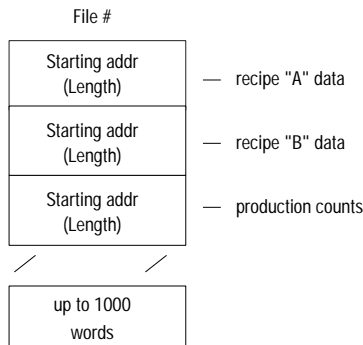 File #
Starting addr
(Length)
recipe "A" data
Starting addr
(Length)
recipe "B" data
Starting addr
(Length)
production counts
up to 1000
words